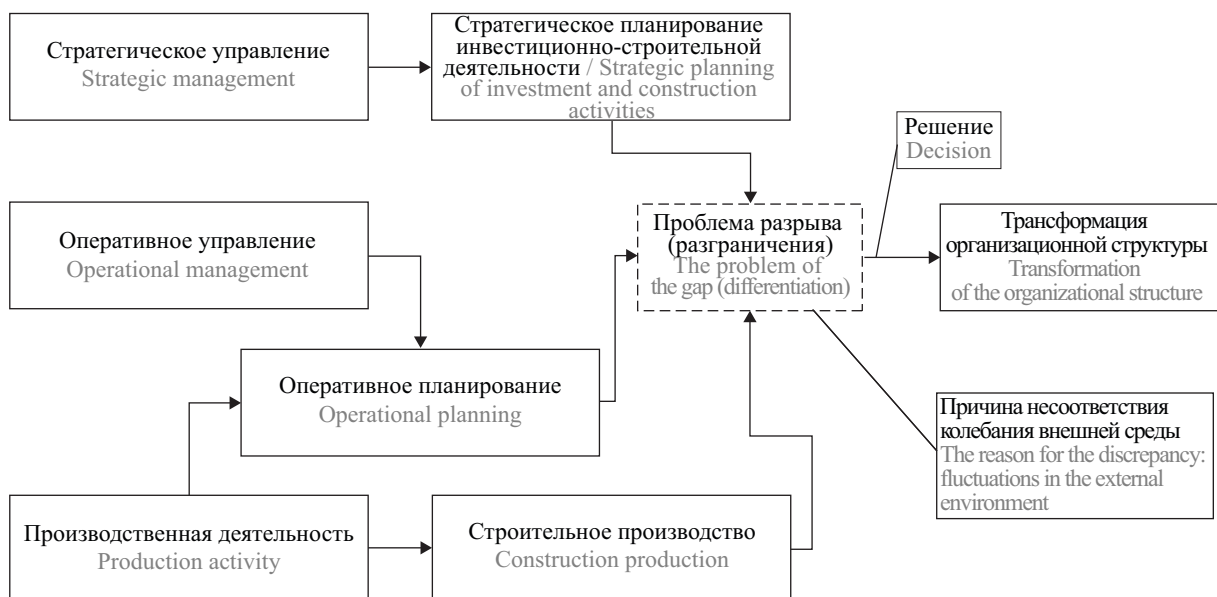 Стратегическое управление
Strategic management
Стратегическое планирование
инвестиционно-строительной
деятельности / Strategic planning
of investment and construction
activities
Решение
Decision
Оперативное управление
Operational management
Проблема разрыва
(разграничения)
The problem of
the gap (differentiation)
Трансформация
организационной структуры
Transformation
of the organizational structure
Оперативное планирование
Operational planning
Причина несоответствия
колебания внешней среды
The reason for the discrepancy:
fluctuations in the external
environment
Производственная деятельность
Production activity
Строительное производство
Construction production